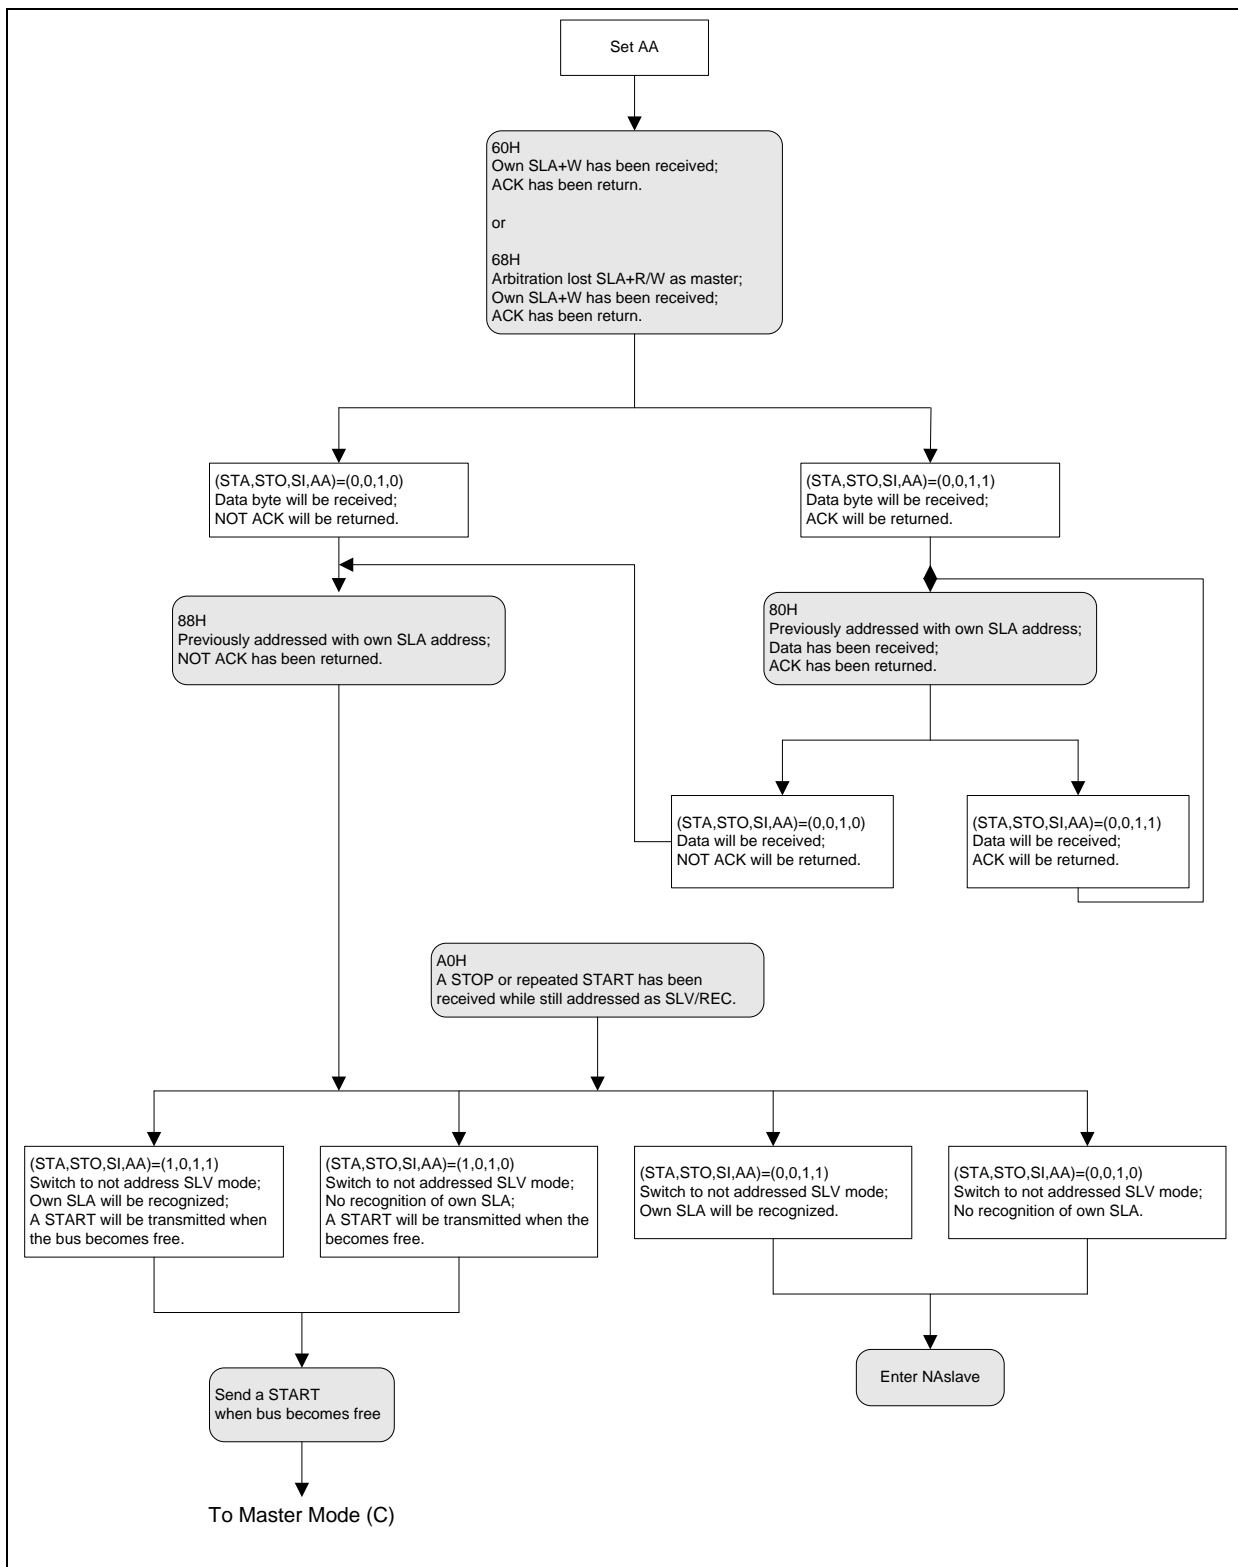 Set AA
60H
Own SLA+W has been received;
ACK has been return.
or
68H
Arbitration lost SLA+R/W as master;
Own SLA+W has been received;
ACK has been return.
(STA,STO,SI,AA)=(0,0,1,0)
Data byte will be received;
NOT ACK will be returned.
(STA,STO,SI,AA)=(0,0,1,1)
Data byte will be received;
ACK will be returned.
88H
Previously addressed with own SLA address;
NOT ACK has been returned.
80H
Previously addressed with own SLA address;
Data has been received;
ACK has been returned.
(STA,STO,SI,AA)=(0,0,1,0)
Data will be received;
NOT ACK will be returned.
(STA,STO,SI,AA)=(0,0,1,1)
Data will be received;
ACK will be returned.
A0H
A STOP or repeated START has been
received while still addressed as SLV/REC.
(STA,STO,SI,AA)=(1,0,1,1)
Switch to not address SLV mode;
Own SLA will be recognized;
A START will be transmitted when
the bus becomes free.
(STA,STO,SI,AA)=(1,0,1,0)
Switch to not addressed SLV mode;
No recognition of own SLA;
A START will be transmitted when the
becomes free.
(STA,STO,SI,AA)=(0,0,1,1)
Switch to not addressed SLV mode;
Own SLA will be recognized.
(STA,STO,SI,AA)=(0,0,1,0)
Switch to not addressed SLV mode;
No recognition of own SLA.
Send a START
when bus becomes free
Enter NAslave
To Master Mode (C)